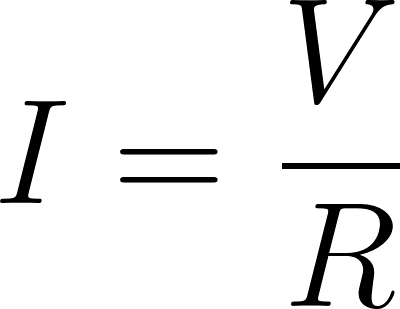 I = V/R